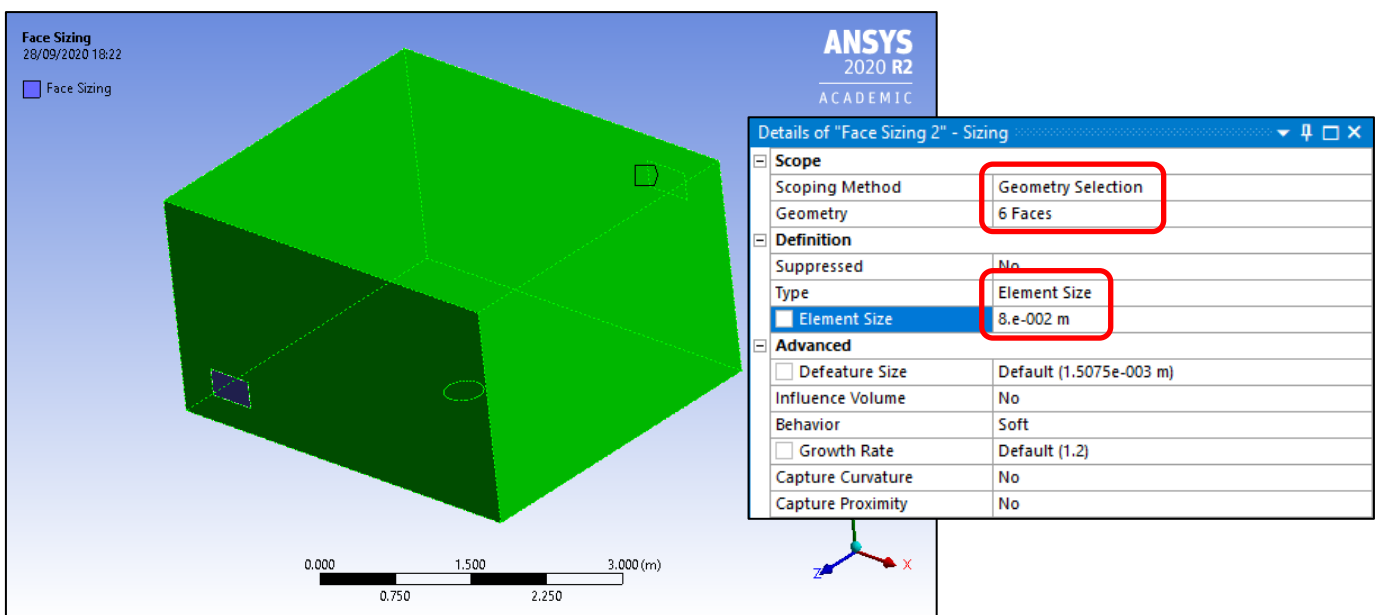 Face Sizing
28/09/2020 18:22
Face Sizing
ANSYS
2020 R2
ACADEMIC
0.000 1.500 3.000 (m)
0.750 2.250
Z X
Details of "Face Sizing 2" - Sizing
Scope
Scoping Method Geometry Selection
Geometry 6 Faces
Definition
Suppressed No
Type Element Size
Element Size 8.e-002 m
Advanced
Defeature Size Default (1.5075e-003 m)
Influence Volume No
Behavior Soft
Growth Rate Default (1.2)
Capture Curvature No
Capture Proximity No